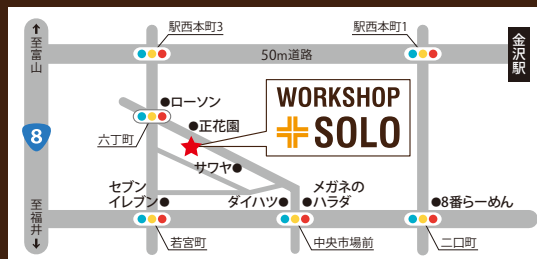 駅西本町3
駅西本町1
至富山
50m道路
金沢駅
8
ローソン
六丁町
正花園
WORKSHOP
SOLO
サワヤ
セブン
イレブン
ダイハツ
メガネの
ハラダ
8番らーめん
至福井
若宮町
中央市場前
二口町